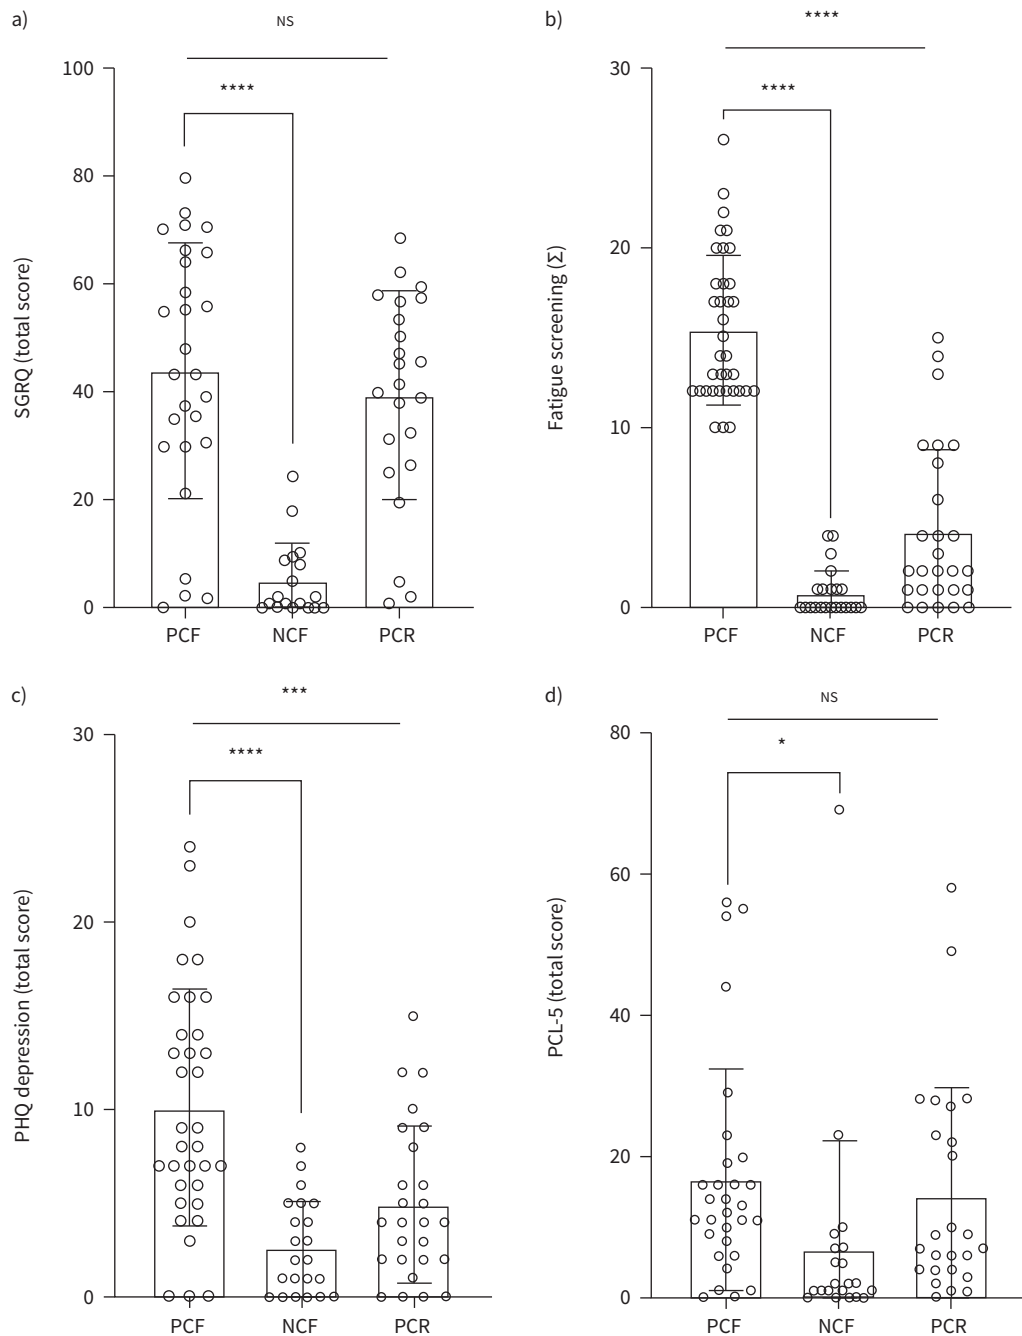 a)
NS
****
SGRQ (total score)
100
80
60
40
20
0
PCF NCF PCR
b)
****
****
Fatigue screening (Σ)
30
20
10
0
PCF NCF PCR
c)
***
****
PHQ depression (total score)
30
20
10
0
PCF NCF PCR
d)
NS
*
PCL-5 (total score)
80
60
40
20
0
PCF NCF PCR